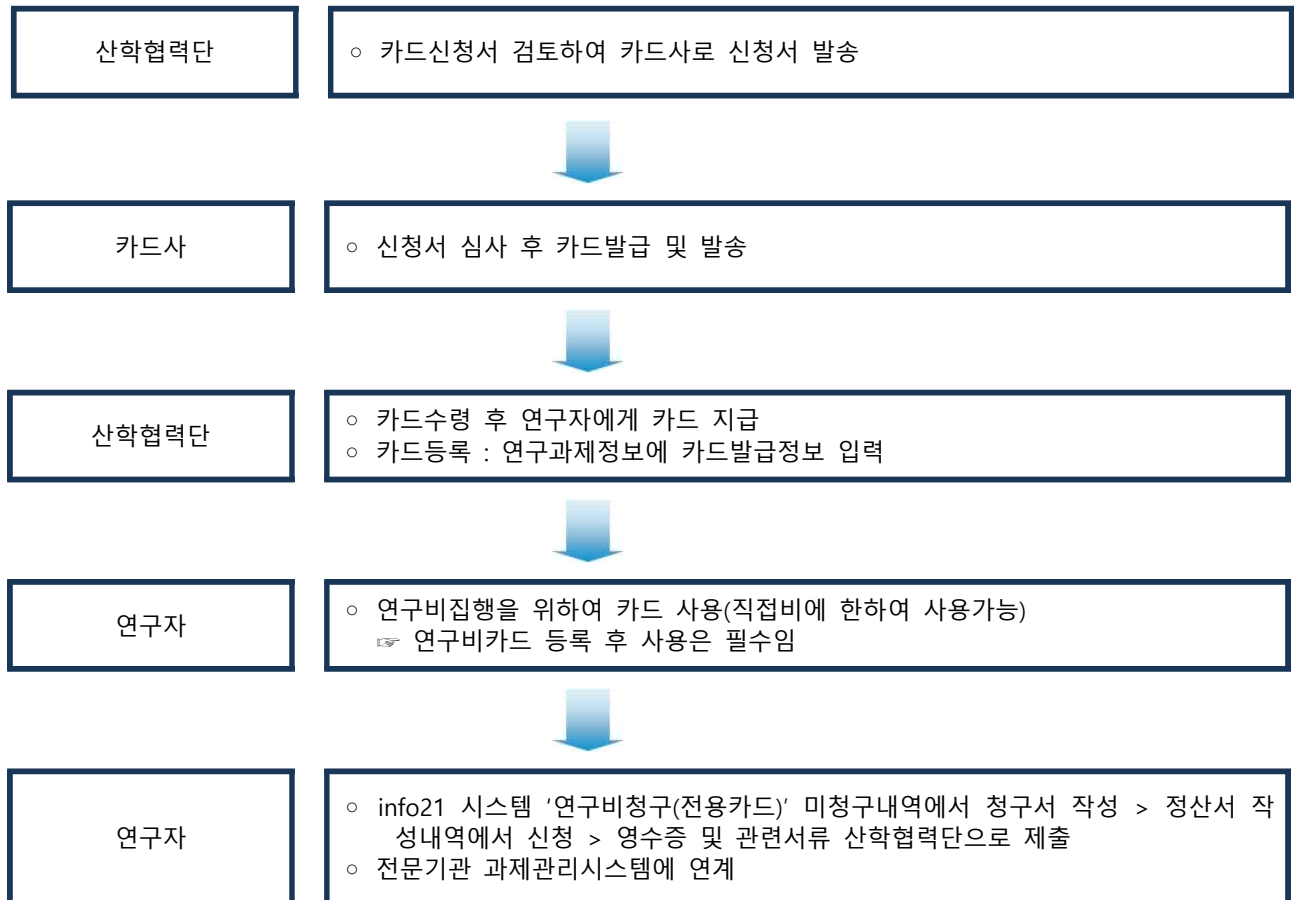 산학협력단
○ 카드신청서 검토하여 카드사로 신청서 발송
카드사
○ 신청서 심사 후 카드발급 및 발송
산학협력단
○ 카드수령 후 연구자에게 카드 지급
○ 카드등록 : 연구과제정보에 카드발급정보 입력
연구자
○ 연구비집행을 위하여 카드 사용(직접비에 한하여 사용가능)
☞ 연구비카드 등록 후 사용은 필수임
연구자
○ info21 시스템 '연구비청구(전용카드)' 미청구내역에서 청구서 작성 > 정산서 작
성내역에서 신청 > 영수증 및 관련서류 산학협력단으로 제출
○ 전문기관 과제관리시스템에 연계